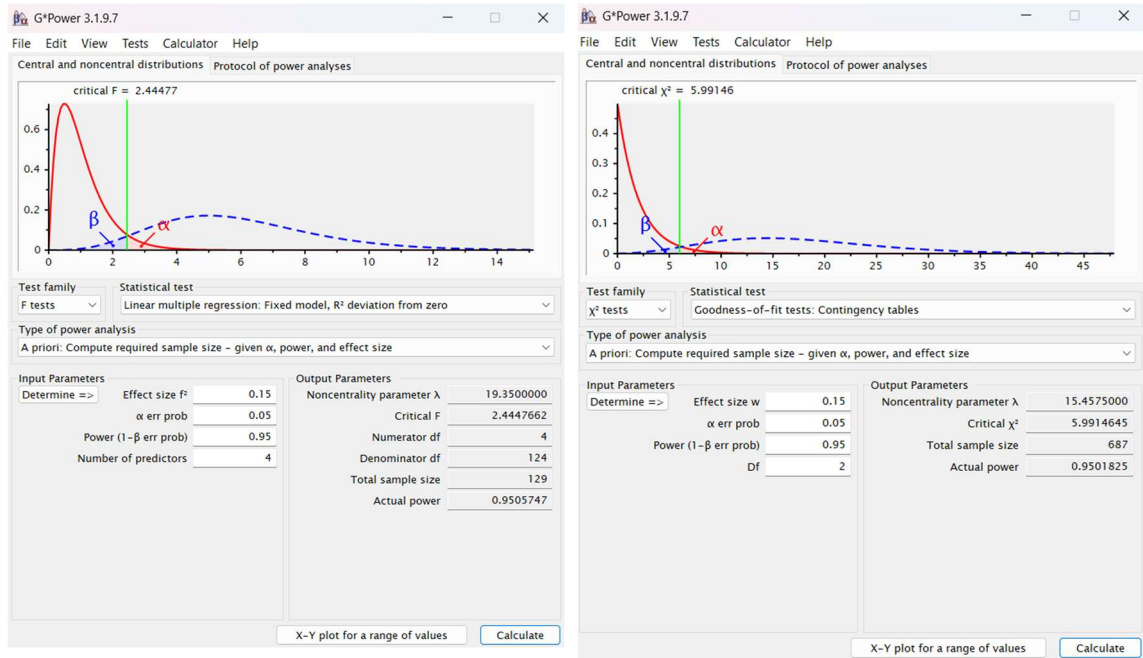 G*Power 3.1.9.7
File Edit View Tests Calculator Help
Central and noncentral distributions Protocol of power analyses
critical F = 2.44477
0.6
0.4
0.2
0
β
α
0 2 4 6 8 10 12 14
Test family Statistical test
F tests Linear multiple regression: Fixed model, R² deviation from zero
Type of power analysis
A priori: Compute required sample size – given α, power, and effect size
Input Parameters Output Parameters
Determine => Effect size f² 0.15 Noncentrality parameter λ 19.3500000
α err prob 0.05 Critical F 2.4447662
Power (1-β err prob) 0.95 Numerator df 4
Number of predictors 4 Denominator df 124
Total sample size 129
Actual power 0.9505747
X-Y plot for a range of values Calculate
G*Power 3.1.9.7
File Edit View Tests Calculator Help
Central and noncentral distributions Protocol of power analyses
critical χ² = 5.99146
0.4
0.3
0.2
0.1
0
β
α
0 5 10 15 20 25 30 35 40 45
Test family Statistical test
χ² tests Goodness-of-fit tests: Contingency tables
Type of power analysis
A priori: Compute required sample size – given α, power, and effect size
Input Parameters Output Parameters
Determine => Effect size w 0.15 Noncentrality parameter λ 15.4575000
α err prob 0.05 Critical χ² 5.9914645
Power (1-β err prob) 0.95 Total sample size 687
Df 2 Actual power 0.9501825
X-Y plot for a range of values Calculate